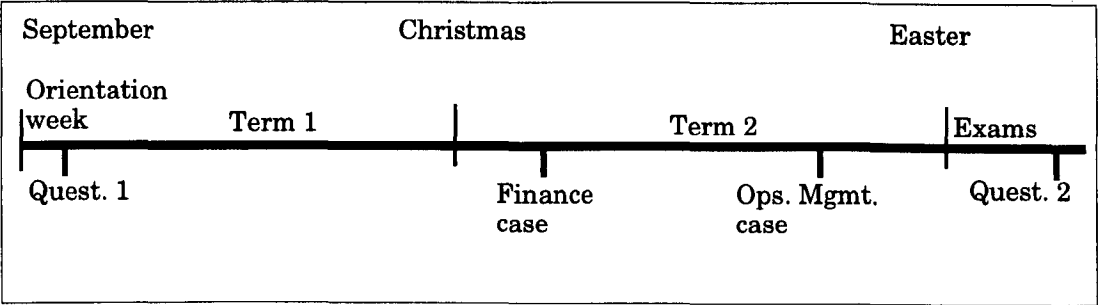 September Christmas Easter
Orientation
week Term 1 Term 2 Exams
Quest. 1 Finance Ops. Mgmt. Quest. 2
case case